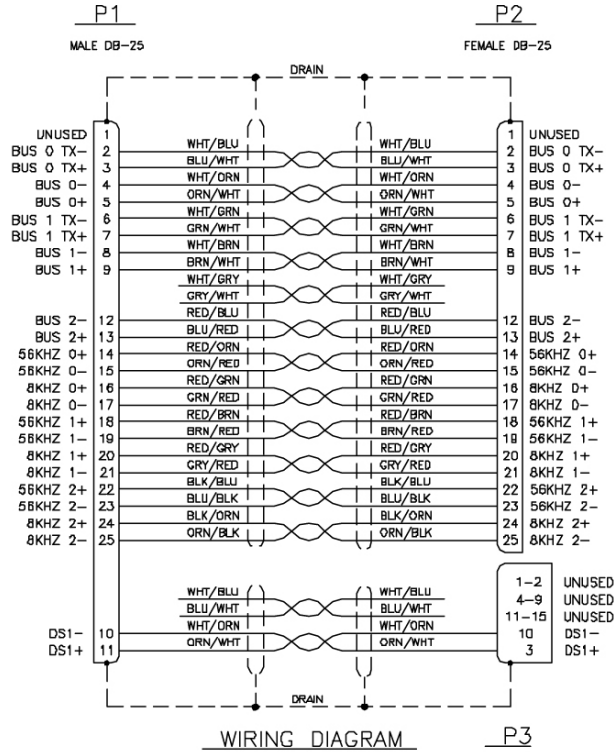 P1 P2
MALE DB-25 FEMALE DB-25
DRAIN
UNUSED 1 1 UNUSED
BUS 0 TX- 2 WHT/BLU WHT/BLU 2 BUS 0 TX-
BUS 0 TX+ 3 BLU/WHT BLU/WHT 3 BUS 0 TX+
BUS 0- 4 WHT/ORN WHT/ORN 4 BUS 0-
BUS 0+ 5 ORN/WHT ORN/WHT 5 BUS 0+
BUS 1 TX- 6 WHT/GRN WHT/GRN 6 BUS 1 TX-
BUS 1 TX+ 7 GRN/WHT GRN/WHT 7 BUS 1 TX+
BUS 1- 8 WHT/BRN WHT/BRN 8 BUS 1-
BUS 1+ 9 BRN/WHT BRN/WHT 9 BUS 1+
WHT/GRY WHT/GRY
GRY/WHT GRY/WHT
BUS 2- 12 RED/BLU RED/BLU 12 BUS 2-
BUS 2+ 13 BLU/RED BLU/RED 13 BUS 2+
56KHZ 0+ 14 RED/ORN RED/ORN 14 56KHZ 0+
56KHZ 0- 15 ORN/RED ORN/RED 15 56KHZ 0-
8KHZ 0+ 16 RED/GRN RED/GRN 16 8KHZ 0+
8KHZ 0- 17 GRN/RED GRN/RED 17 8KHZ 0-
56KHZ 1+ 18 RED/BRN RED/BRN 18 56KHZ 1+
56KHZ 1- 19 BRN/RED BRN/RED 19 56KHZ 1-
8KHZ 1+ 20 RED/GRY RED/GRY 20 8KHZ 1+
8KHZ 1- 21 GRY/RED GRY/RED 21 8KHZ 1-
56KHZ 2+ 22 BLK/BLU BLK/BLU 22 56KHZ 2+
56KHZ 2- 23 BLU/BLK BLU/BLK 23 56KHZ 2-
8KHZ 2+ 24 BLK/ORN BLK/ORN 24 8KHZ 2+
8KHZ 2- 25 ORN/BLK ORN/BLK 25 8KHZ 2-
WHT/BLU WHT/BLU 1-2 UNUSED
BLU/WHT BLU/WHT 4-9 UNUSED
11-15 UNUSED
DS1- 10 WHT/ORN WHT/ORN 10 DS1-
DS1+ 11 ORN/WHT ORN/WHT 3 DS1+
DRAIN
WIRING DIAGRAM P3